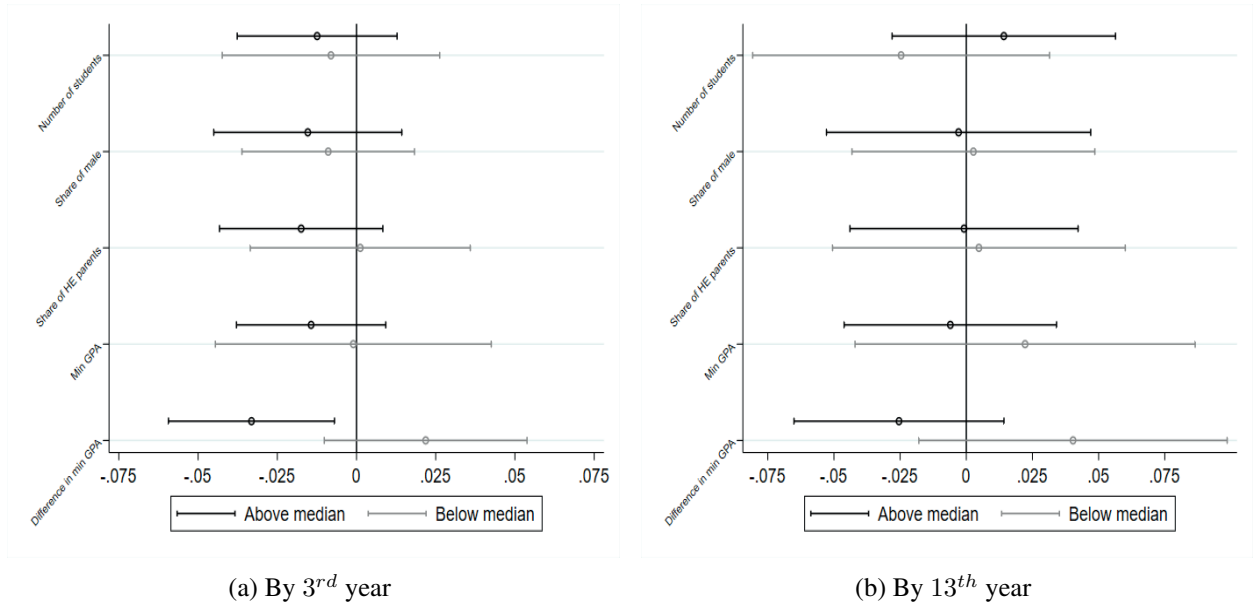 Number of students
Share of male
Share of HE parents
Min GPA
Difference in min GPA
-.075 -.05 -.025 0 .025 .05 .075
Above median Below median
(a) By 3rd year
Number of students
Share of male
Share of HE parents
Min GPA
Difference in min GPA
-.075 -.05 -.025 0 .025 .05 .075
Above median Below median
(b) By 13th year